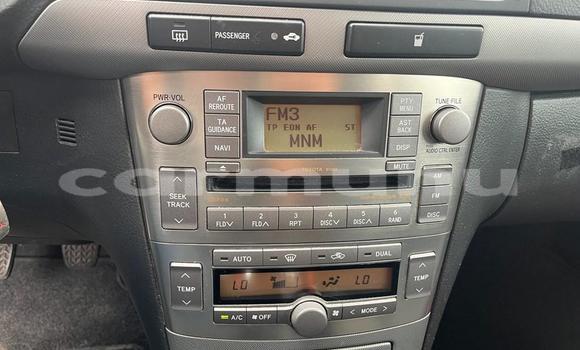 PASSENGER
PWR·VOL
AF REROUTE
TA GUIDANCE
NAVI
FM3
TP EON AF ST
MNM
PTY MENU
AST BACK
DISP
TUNE·FILE
PUSH AUDIO CTRL ENTER
TOYOTA
MUTE
SEEK TRACK
AM
FM
DISC
1 2 3 4 5 6
FLD∨ FLD∧ RPT DISC∨ DISC∧ RAND
AUTO DUAL
TEMP
LO LO
TEMP
A/C OFF MODE